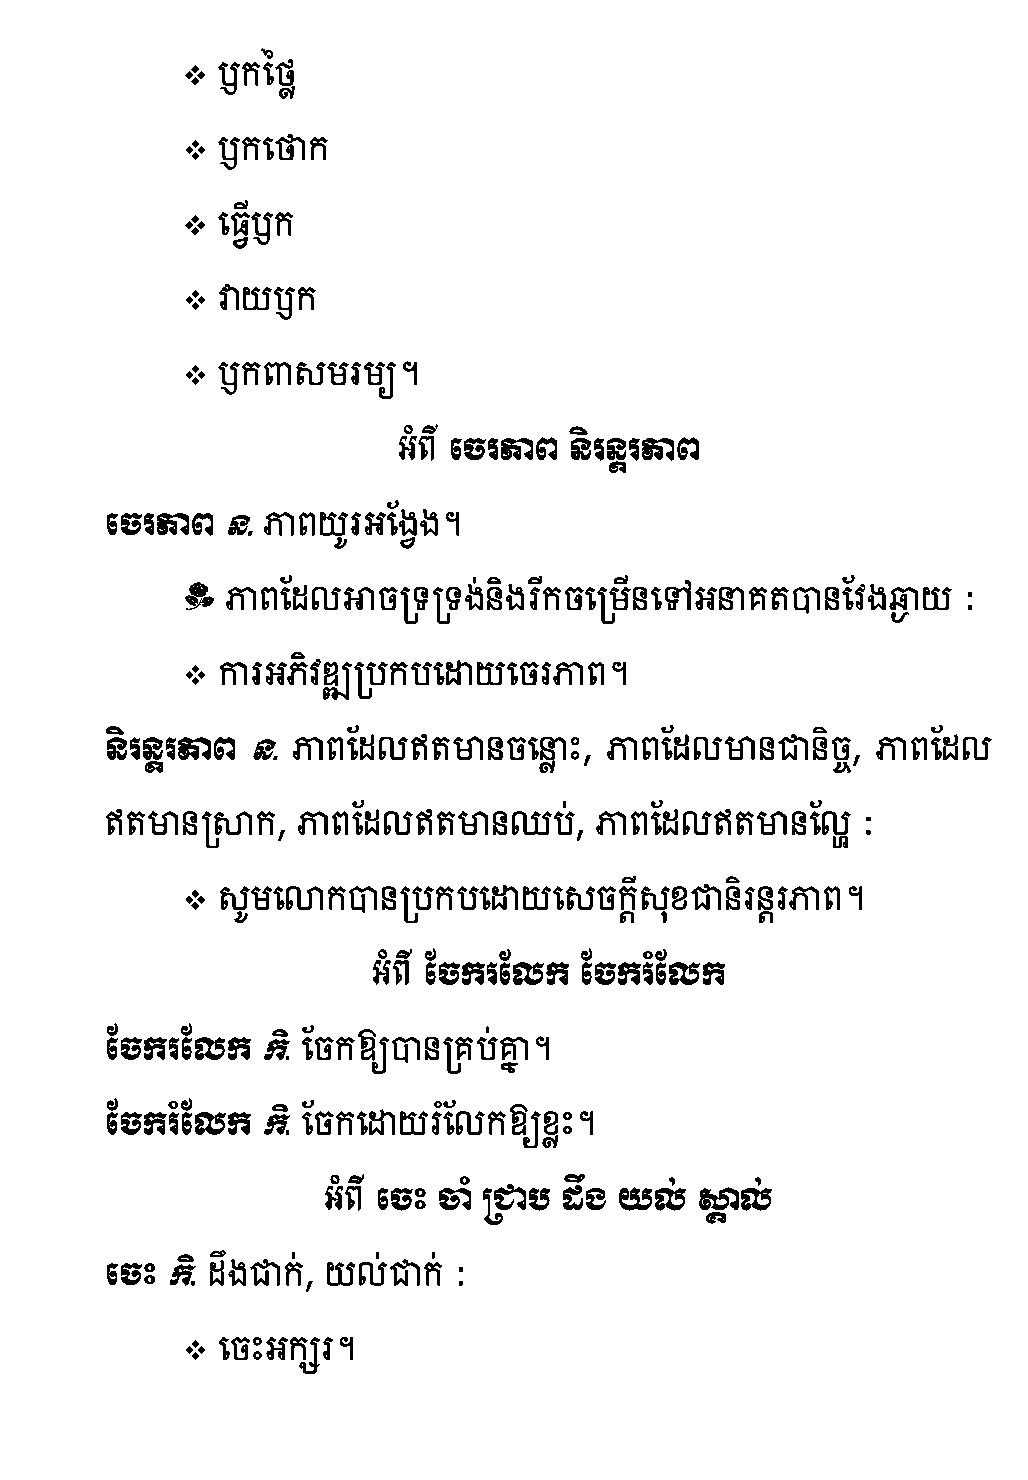 ❖ ឫកថ្លៃ
❖ ឫកថោក
❖ ធ្វើឫក
❖ វាយឫក
❖ ឫកពាសមរម្យ។
អំពី ចេរភាព និរន្តរភាព
ចេរភាព ន. ភាពយូរអង្វែង។
ភាពដែលអាចទ្រទ្រង់និងរីកចម្រើនទៅអនាគតបានវែងឆ្ងាយ :
❖ ការអភិវឌ្ឍប្រកបដោយចេរភាព។
និរន្តរភាព ន. ភាពដែលឥតមានចន្លោះ, ភាពដែលមានជានិច្ច, ភាពដែល
ឥតមានស្រាក, ភាពដែលឥតមានឈប់, ភាពដែលឥតមានល្ហែ :
❖ សូមលោកបានប្រកបដោយសេចក្ដីសុខជានិរន្តរភាព។
អំពី ចែករលែក ចែករំលែក
ចែករលែក កិ. ចែកឱ្យបានគ្រប់គ្នា។
ចែករំលែក កិ. ចែកដោយរំលែកឱ្យខ្លះ។
អំពី ចេះ ចាំ ជ្រាប ដឹង យល់ ស្គាល់
ចេះ កិ. ដឹងជាក់, យល់ជាក់ :
❖ ចេះអក្សរ។